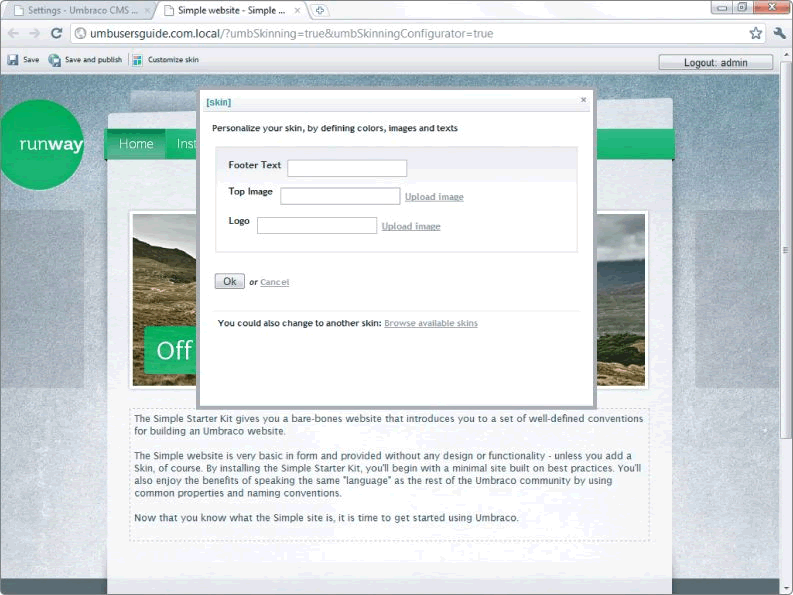 Settings - Umbraco CMS ...
Simple website - Simple ...
umbusersguide.com.local/?umbSkinning=true&umbSkinningConfigurator=true
Save
Save and publish
Customize skin
Logout: admin
runway
Home
Inst
[skin]
Personalize your skin, by defining colors, images and texts
Footer Text
Top Image
Upload image
Logo
Upload image
Ok or Cancel
You could also change to another skin: Browse available skins
Off
The Simple Starter Kit gives you a bare-bones website that introduces you to a set of well-defined conventions
for building an Umbraco website.
The Simple website is very basic in form and provided without any design or functionality - unless you add a
Skin, of course. By installing the Simple Starter Kit, you'll begin with a minimal site built on best practices. You'll
also enjoy the benefits of speaking the same "language" as the rest of the Umbraco community by using
common properties and naming conventions.
Now that you know what the Simple site is, it is time to get started using Umbraco.